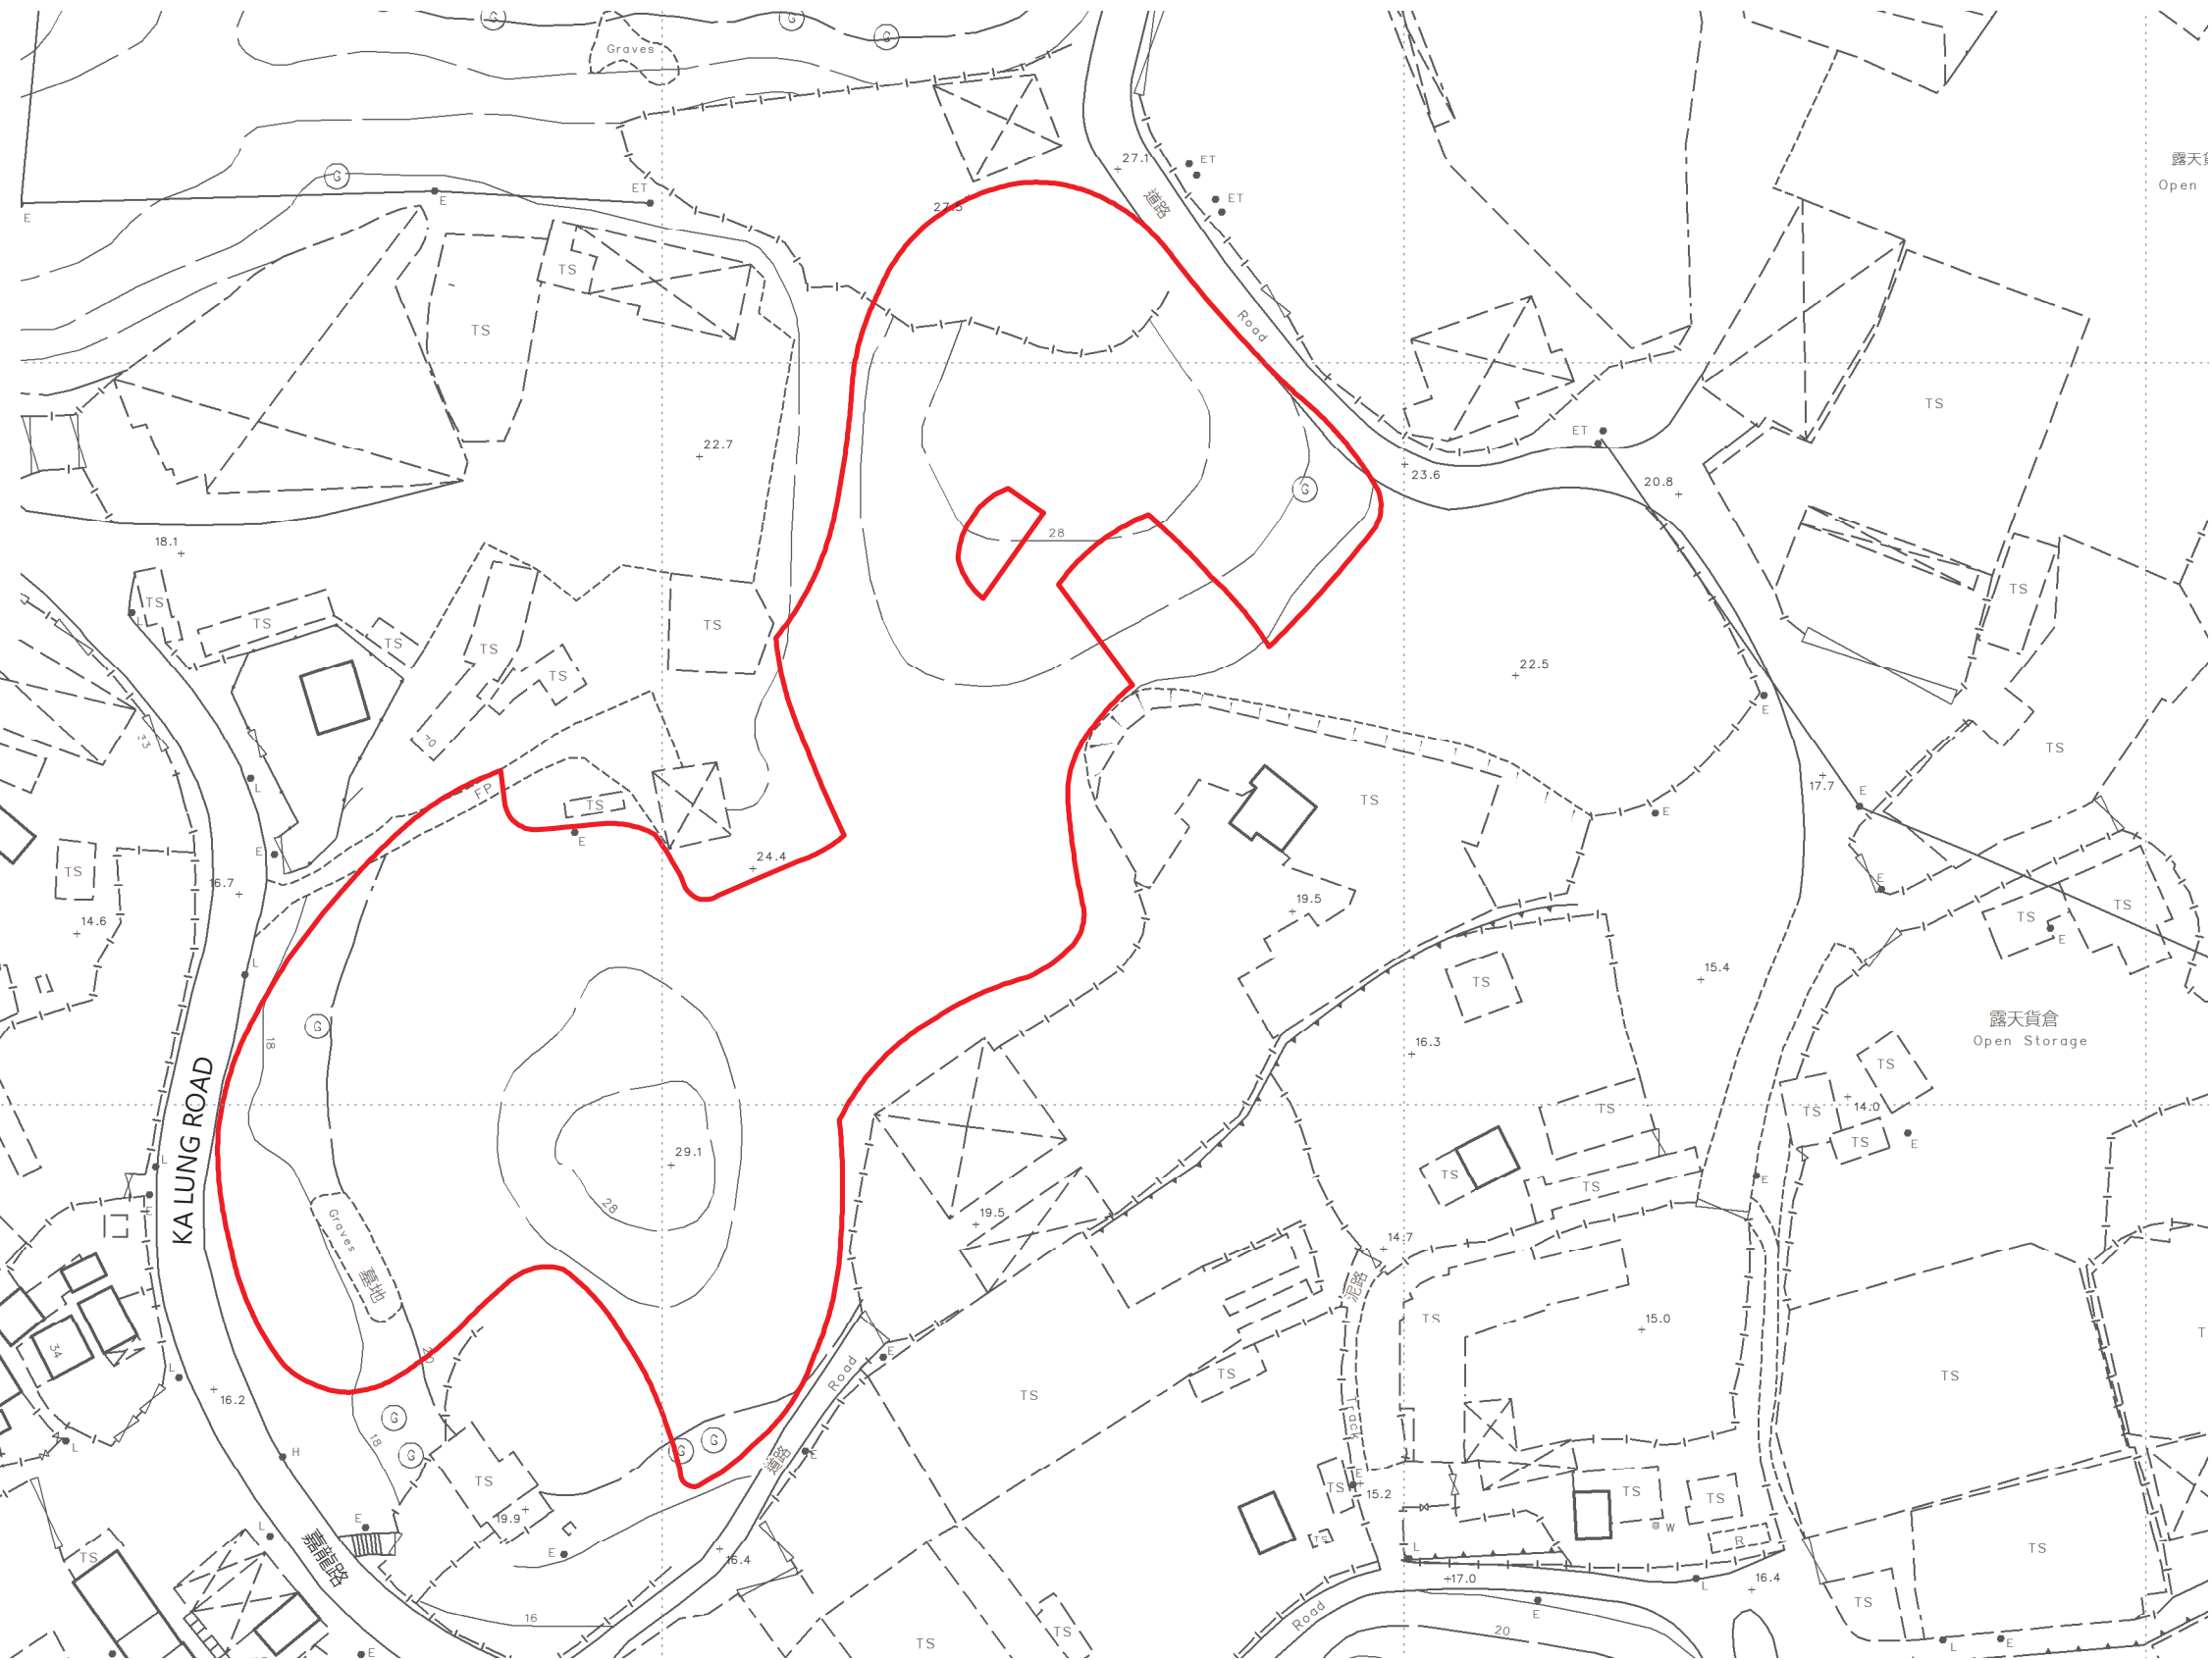 G
G
G
Graves
27.1
ET
露天貨
Open
G
ET
E
E
ET
道路
27.5
TS
TS
Road
TS
22.7
ET
23.6
G
20.8
18.1
28
TS
TS
TS
TS
TS
TS
TS
L
22.5
E
TS
FP
L
TS
E
TS
17.7
E
E
E
24.4
TS
16.7
14.6
E
19.5
TS
TS
E
L
15.4
TS
G
18
16.3
露天貨倉
Open Storage
KA LUNG ROAD
TS
TS
TS
14.0
TS
E
29.1
L
TS
TS
E
28
E
Graves
墓地
19.5
14.7
泥路
15.0
TS
34
20
Road
E
TS
TS
TS
L
16.2
G
18
G
G
G
Track
L
H
道路
E
TS
E
TS
15.2
TS
TS
W
R
TS
19.9
E
L
嘉龍路
E
16.4
TS
TS
L
17.0
L
16.4
TS
16
Road
E
20
TS
TS
E
L
E